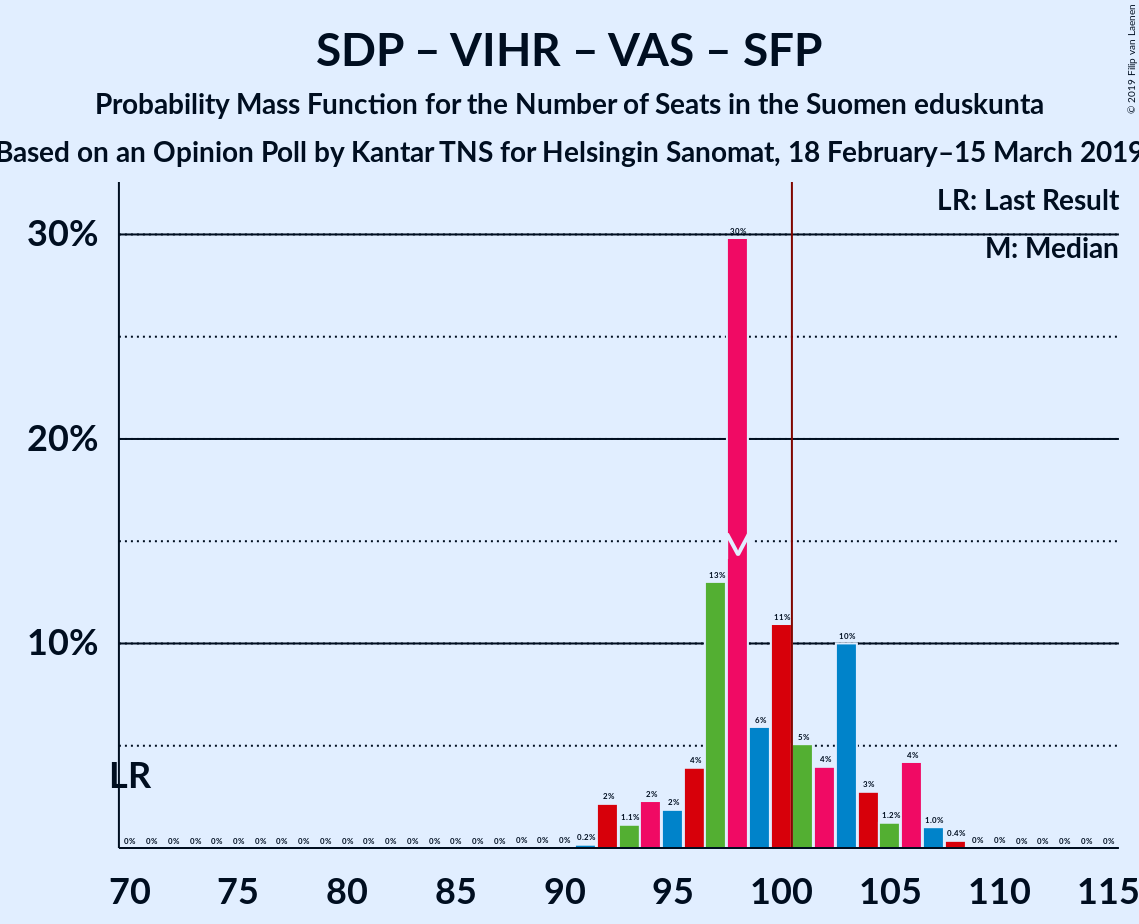 SDP – VIHR – VAS – SFP
Probability Mass Function for the Number of Seats in the Suomen eduskunta
Based on an Opinion Poll by Kantar TNS for Helsingin Sanomat, 18 February–15 March 2019
© 2019 Filip van Laenen
LR: Last Result
M: Median
30%
20%
10%
LR
0% 0% 0% 0% 0% 0% 0% 0% 0% 0% 0% 0% 0% 0% 0% 0% 0% 0% 0% 0% 0% 0.2% 2% 1.1% 2% 2% 4% 13% 30% 6% 11% 5% 4% 10% 3% 1.2% 4% 1.0% 0.4% 0% 0% 0% 0% 0% 0% 0%
70 75 80 85 90 95 100 105 110 115